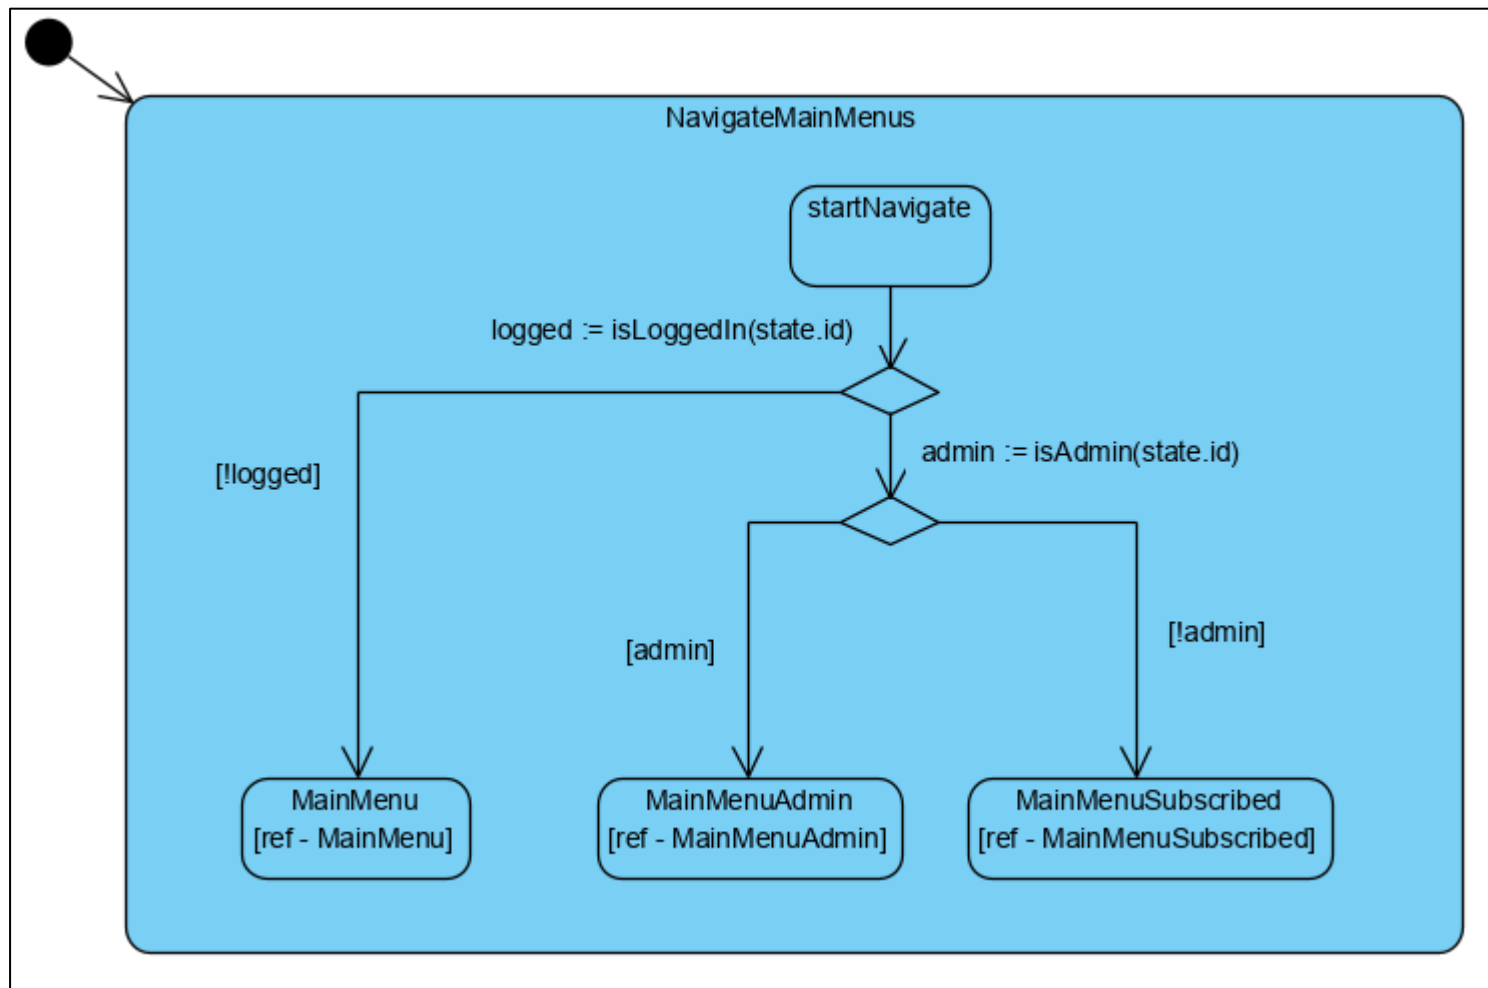 NavigateMainMenus
startNavigate
logged := isLoggedIn(state.id)
admin := isAdmin(state.id)
[!logged]
[admin]
[!admin]
MainMenu
[ref - MainMenu]
MainMenuAdmin
[ref - MainMenuAdmin]
MainMenuSubscribed
[ref - MainMenuSubscribed]